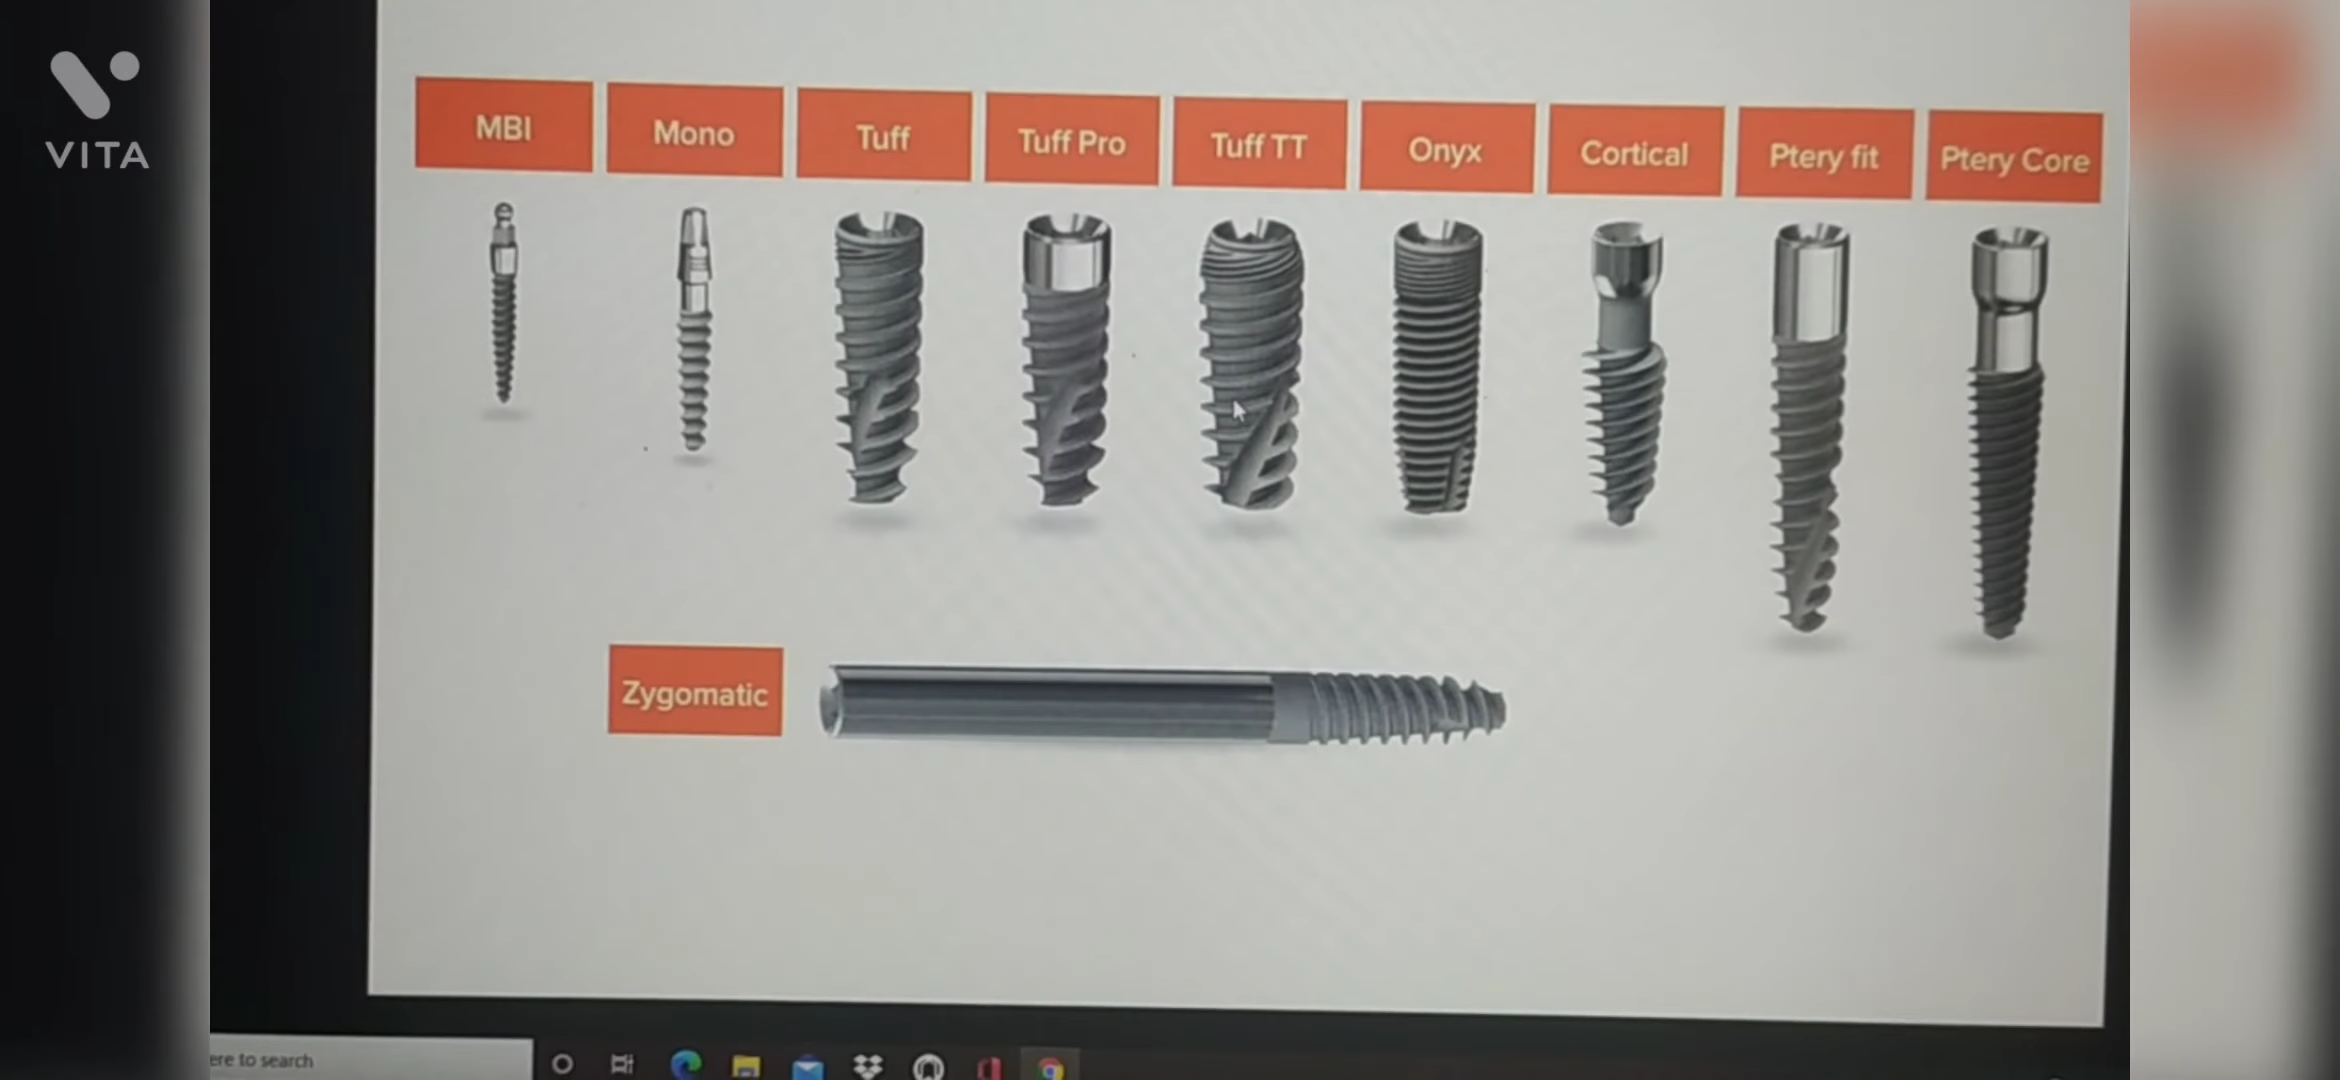 VITA
MBI
Mono
Tuff
Tuff Pro
Tuff TT
Onyx
Cortical
Ptery fit
Ptery Core
Zygomatic
ere to search